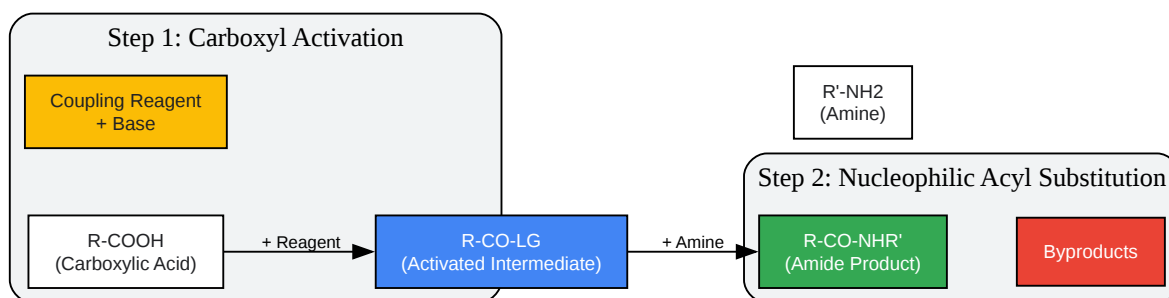 Step 1: Carboxyl Activation
Coupling Reagent
+ Base
R-COOH
(Carboxylic Acid)
+ Reagent
R-CO-LG
(Activated Intermediate)
+ Amine
R'-NH2
(Amine)
Step 2: Nucleophilic Acyl Substitution
R-CO-NHR'
(Amide Product)
Byproducts